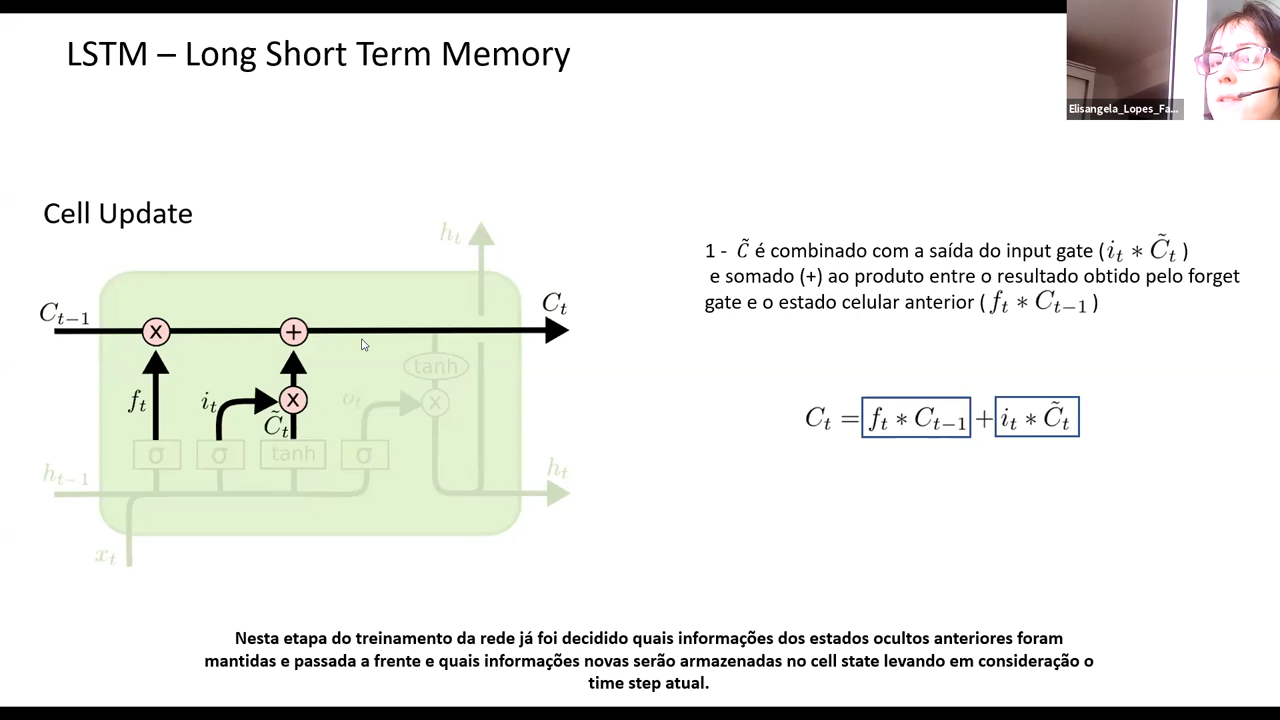 LSTM – Long Short Term Memory
Elisangela_Lopes_Fa...
Cell Update
1 - C̃ é combinado com a saída do input gate (i_t * C̃_t )
e somado (+) ao produto entre o resultado obtido pelo forget
gate e o estado celular anterior ( f_t * C_{t-1} )
h_t
C_{t-1}
C_t
x
+
tanh
f_t
i_t
x
o_t
x
C̃_t
C_t = f_t * C_{t-1} + i_t * C̃_t
σ
σ
tanh
σ
h_{t-1}
h_t
x_t
Nesta etapa do treinamento da rede já foi decidido quais informações dos estados ocultos anteriores foram
mantidas e passada a frente e quais informações novas serão armazenadas no cell state levando em consideração o
time step atual.